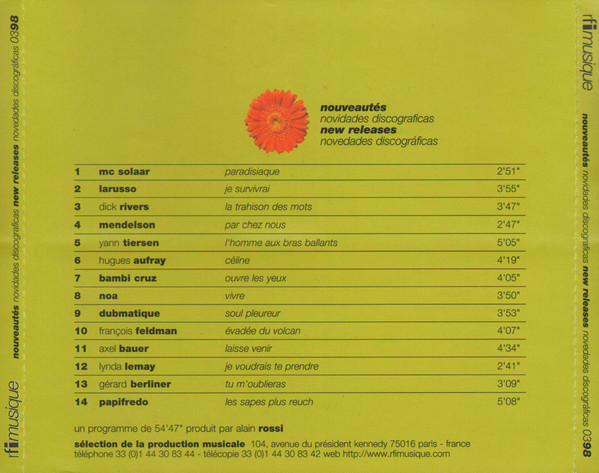 nouveautés novidades discograficas new releases novedades discográficas 0398
rfimusique
nouveautés
novidades discograficas
new releases
novedades discográficas
1 mc solaar paradisiaque 2'51"
2 larusso je survivrai 3'55"
3 dick rivers la trahison des mots 3'47"
4 mendelson par chez nous 2'47"
5 yann tiersen l'homme aux bras ballants 5'05"
6 hugues aufray céline 4'19"
7 bambi cruz ouvre les yeux 4'05"
8 noa vivre 3'50"
9 dubmatique soul pleureur 3'53"
10 françois feldman évadée du volcan 4'07"
11 axel bauer laisse venir 4'34"
12 lynda lemay je voudrais te prendre 2'41"
13 gérard berliner tu m'oublieras 3'09"
14 papifredo les sapes plus reuch 5'08"
un programme de 54'47" produit par alain rossi
sélection de la production musicale 104, avenue du président kennedy 75016 paris - france
téléphone 33 (0)1 44 30 83 44 - télécopie 33 (0)1 44 30 83 42 web http://www.rfimusique.com
rfimusique
nouveautés novidades discograficas new releases novedades discográficas 0398